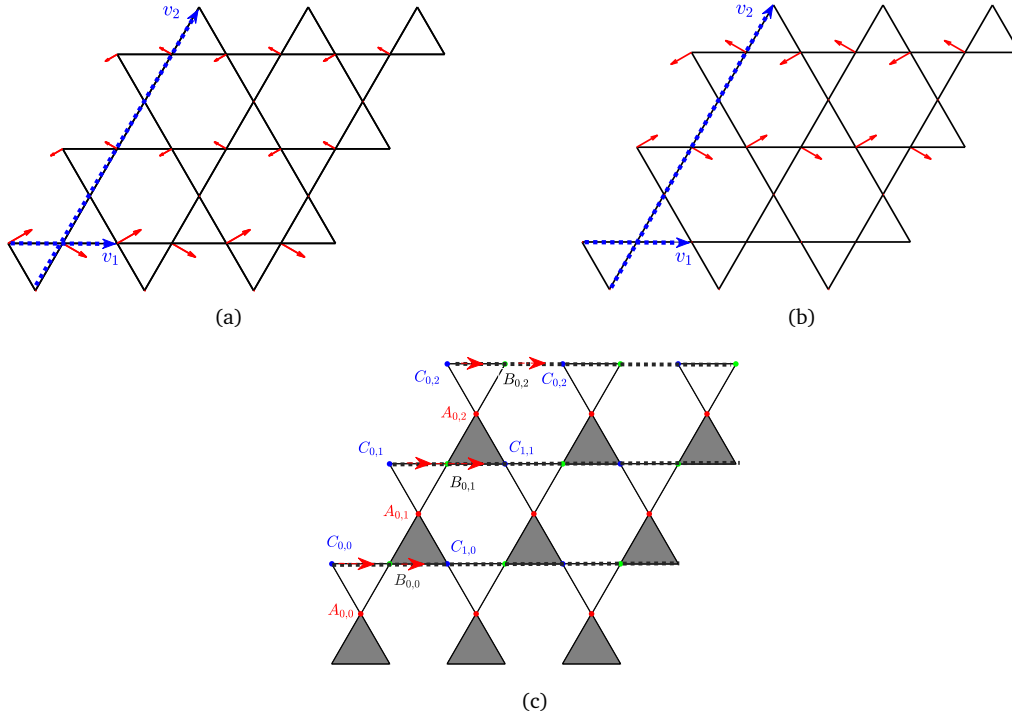 v₂
v₁
(a)
v₂
v₁
(b)
C₀,₂
B₀,₂
C₀,₂
A₀,₂
C₀,₁
C₁,₁
B₀,₁
A₀,₁
C₀,₀
C₁,₀
B₀,₀
A₀,₀
(c)